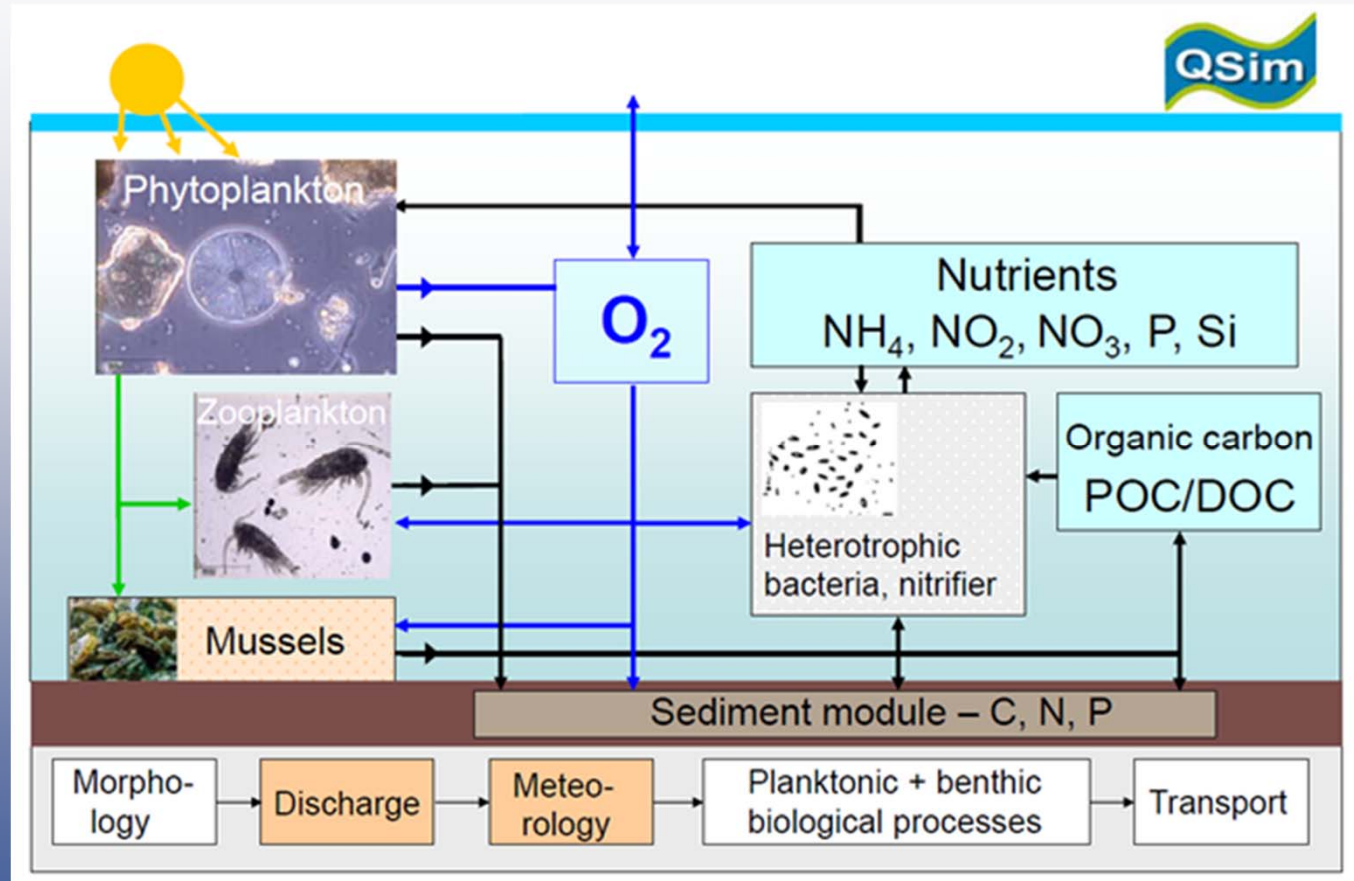 QSim
Phytoplankton
O₂
Nutrients
NH₄, NO₂, NO₃, P, Si
Zooplankton
Organic carbon
POC/DOC
Heterotrophic
bacteria, nitrifier
Mussels
Sediment module – C, N, P
Morpho-
logy
Discharge
Meteo-
rology
Planktonic + benthic
biological processes
Transport